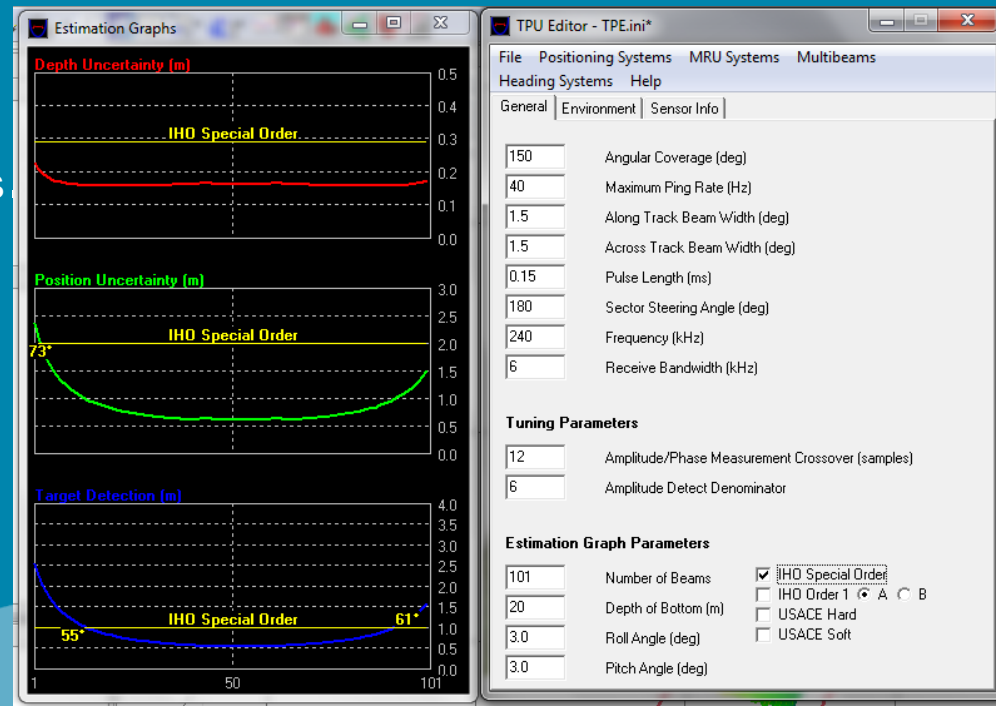 Estimation Graphs
Depth Uncertainty (m)
0.5
0.4
IHO Special Order
0.3
0.2
0.1
0.0
Position Uncertainty (m)
3.0
2.5
IHO Special Order
2.0
73°
1.5
1.0
0.5
0.0
Target Detection (m)
4.0
3.5
3.0
2.5
2.0
1.5
IHO Special Order
55°
61°
1.0
0.5
0.0
1 50 101
s.
TPU Editor - TPE.ini*
File Positioning Systems MRU Systems Multibeams
Heading Systems Help
General Environment Sensor Info
150 Angular Coverage (deg)
40 Maximum Ping Rate (Hz)
1.5 Along Track Beam Width (deg)
1.5 Across Track Beam Width (deg)
0.15 Pulse Length (ms)
180 Sector Steering Angle (deg)
240 Frequency (kHz)
6 Receive Bandwidth (kHz)
Tuning Parameters
12 Amplitude/Phase Measurement Crossover (samples)
6 Amplitude Detect Denominator
Estimation Graph Parameters
101 Number of Beams
20 Depth of Bottom (m)
3.0 Roll Angle (deg)
3.0 Pitch Angle (deg)
IHO Special Order
IHO Order 1 A B
USACE Hard
USACE Soft